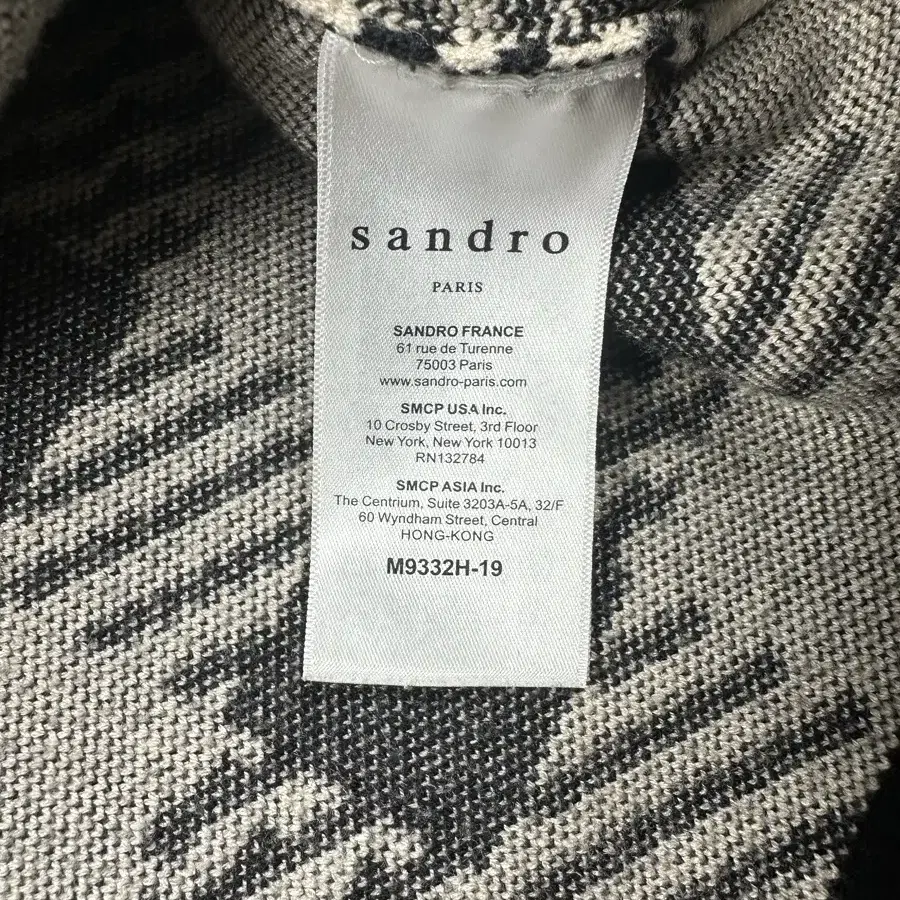 sandro
PARIS
SANDRO FRANCE
61 rue de Turenne
75003 Paris
www.sandro-paris.com
SMCP USA Inc.
10 Crosby Street, 3rd Floor
New York, New York 10013
RN132784
SMCP ASIA Inc.
The Centrium, Suite 3203A-5A, 32/F
60 Wyndham Street, Central
HONG-KONG
M9332H-19